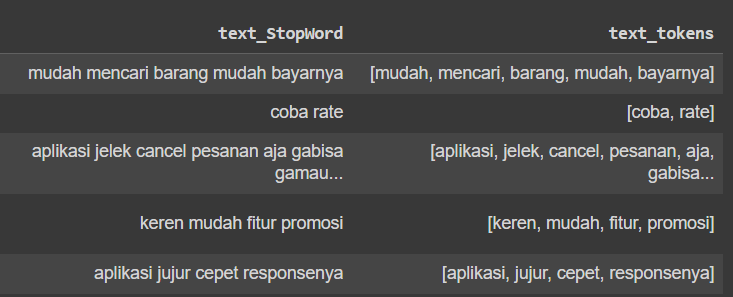 text_StopWord text_tokens
mudah mencari barang mudah bayarnya [mudah, mencari, barang, mudah, bayarnya]
coba rate [coba, rate]
aplikasi jelek cancel pesanan aja gabisa [aplikasi, jelek, cancel, pesanan, aja,
gamau... gabisa...
keren mudah fitur promosi [keren, mudah, fitur, promosi]
aplikasi jujur cepet responsenya [aplikasi, jujur, cepet, responsenya]